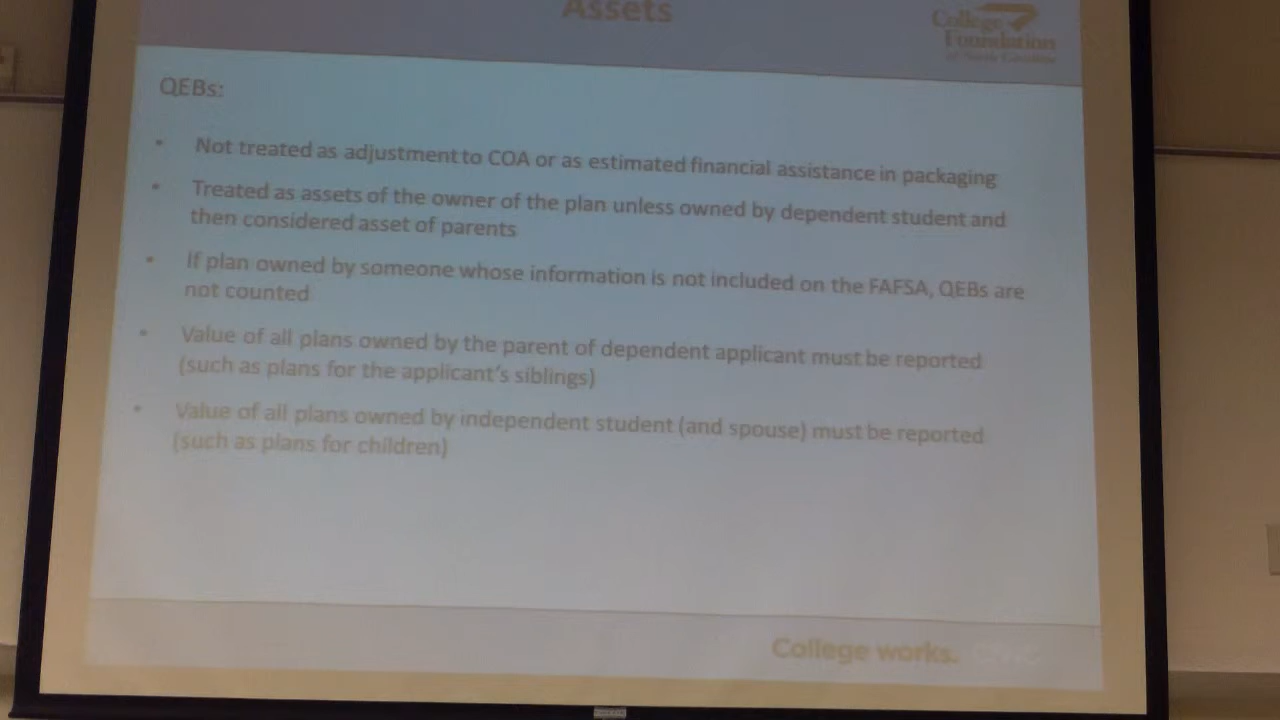 Assets
College
Foundation
of North Carolina
QEBs:
• Not treated as adjustment to COA or as estimated financial assistance in packaging
• Treated as assets of the owner of the plan unless owned by dependent student and
then considered asset of parents
• If plan owned by someone whose information is not included on the FAFSA, QEBs are
not counted
• Value of all plans owned by the parent of dependent applicant must be reported
(such as plans for the applicant's siblings)
• Value of all plans owned by independent student (and spouse) must be reported
(such as plans for children)
College works.